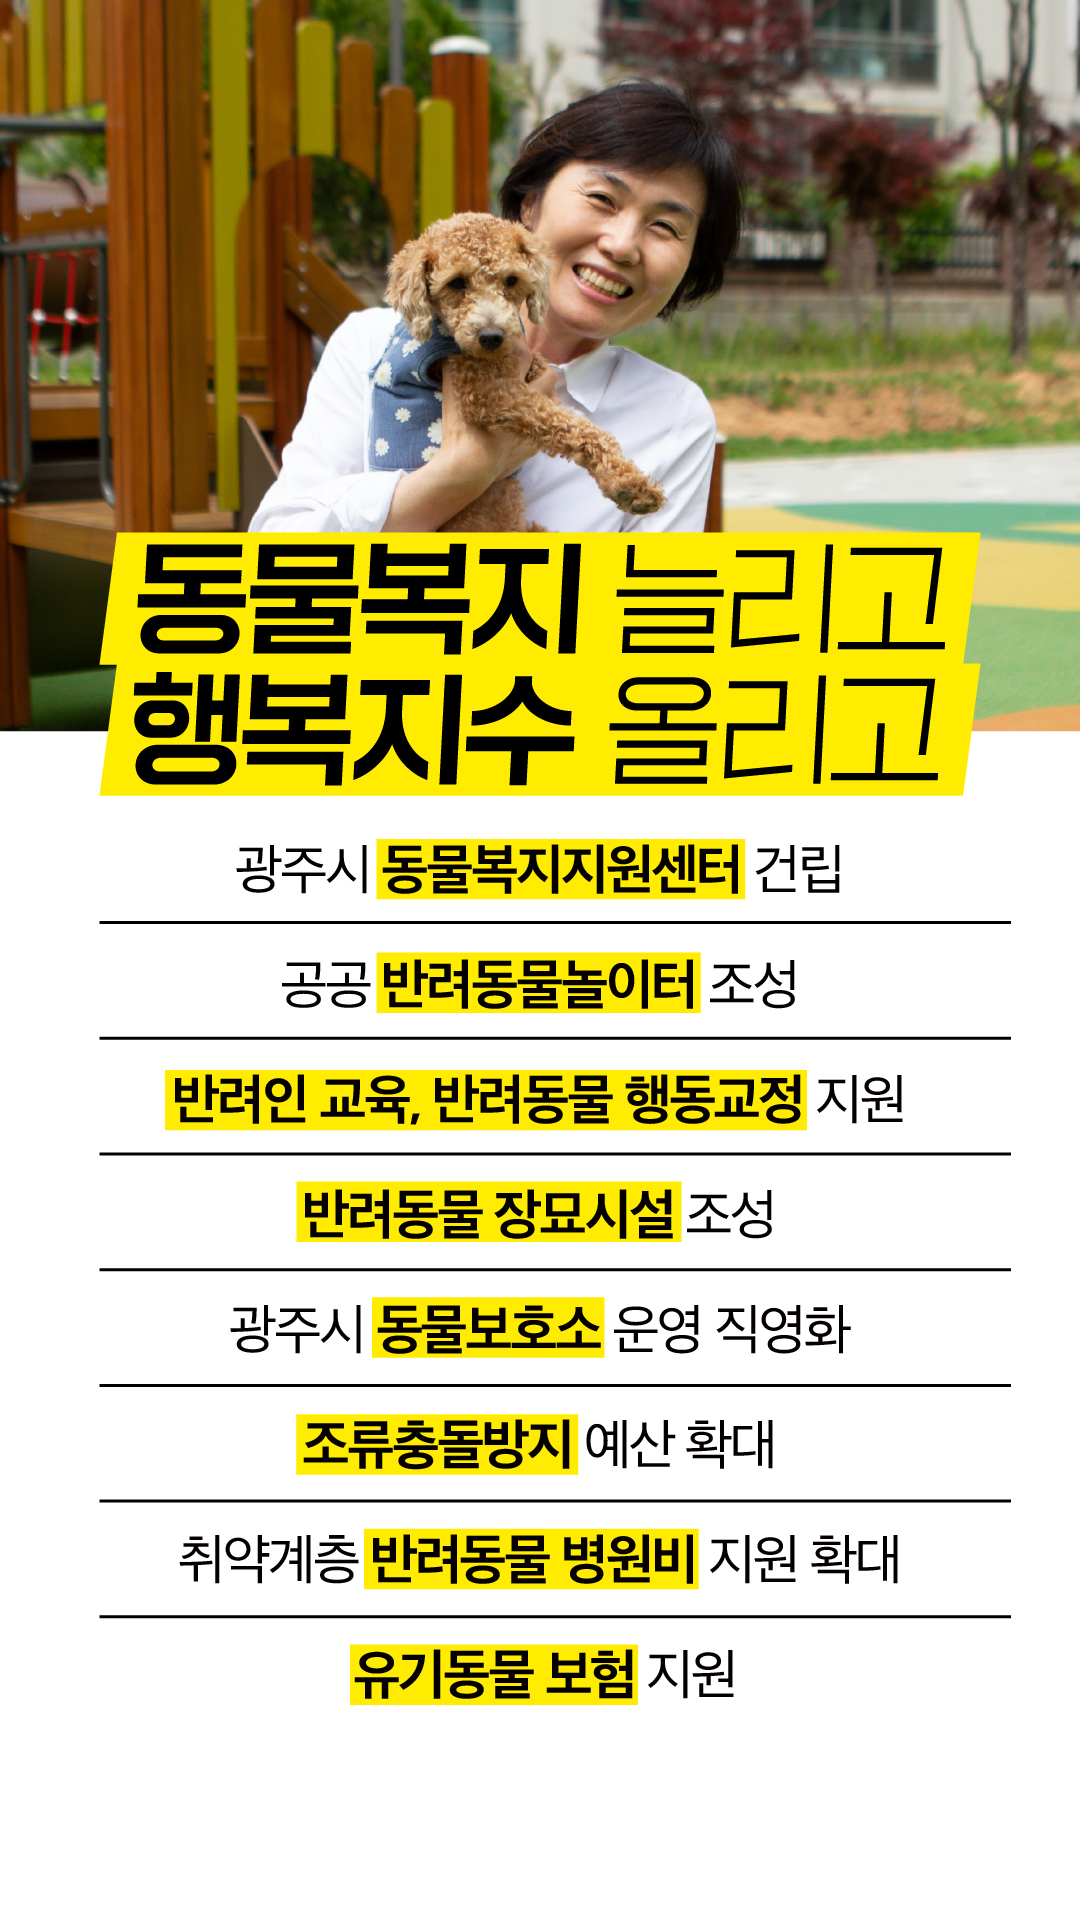 동물복지 늘리고
행복지수 올리고
광주시 동물복지지원센터 건립
공공 반려동물놀이터 조성
반려인 교육, 반려동물 행동교정 지원
반려동물 장묘시설 조성
광주시 동물보호소 운영 직영화
조류충돌방지 예산 확대
취약계층 반려동물 병원비 지원 확대
유기동물 보험 지원